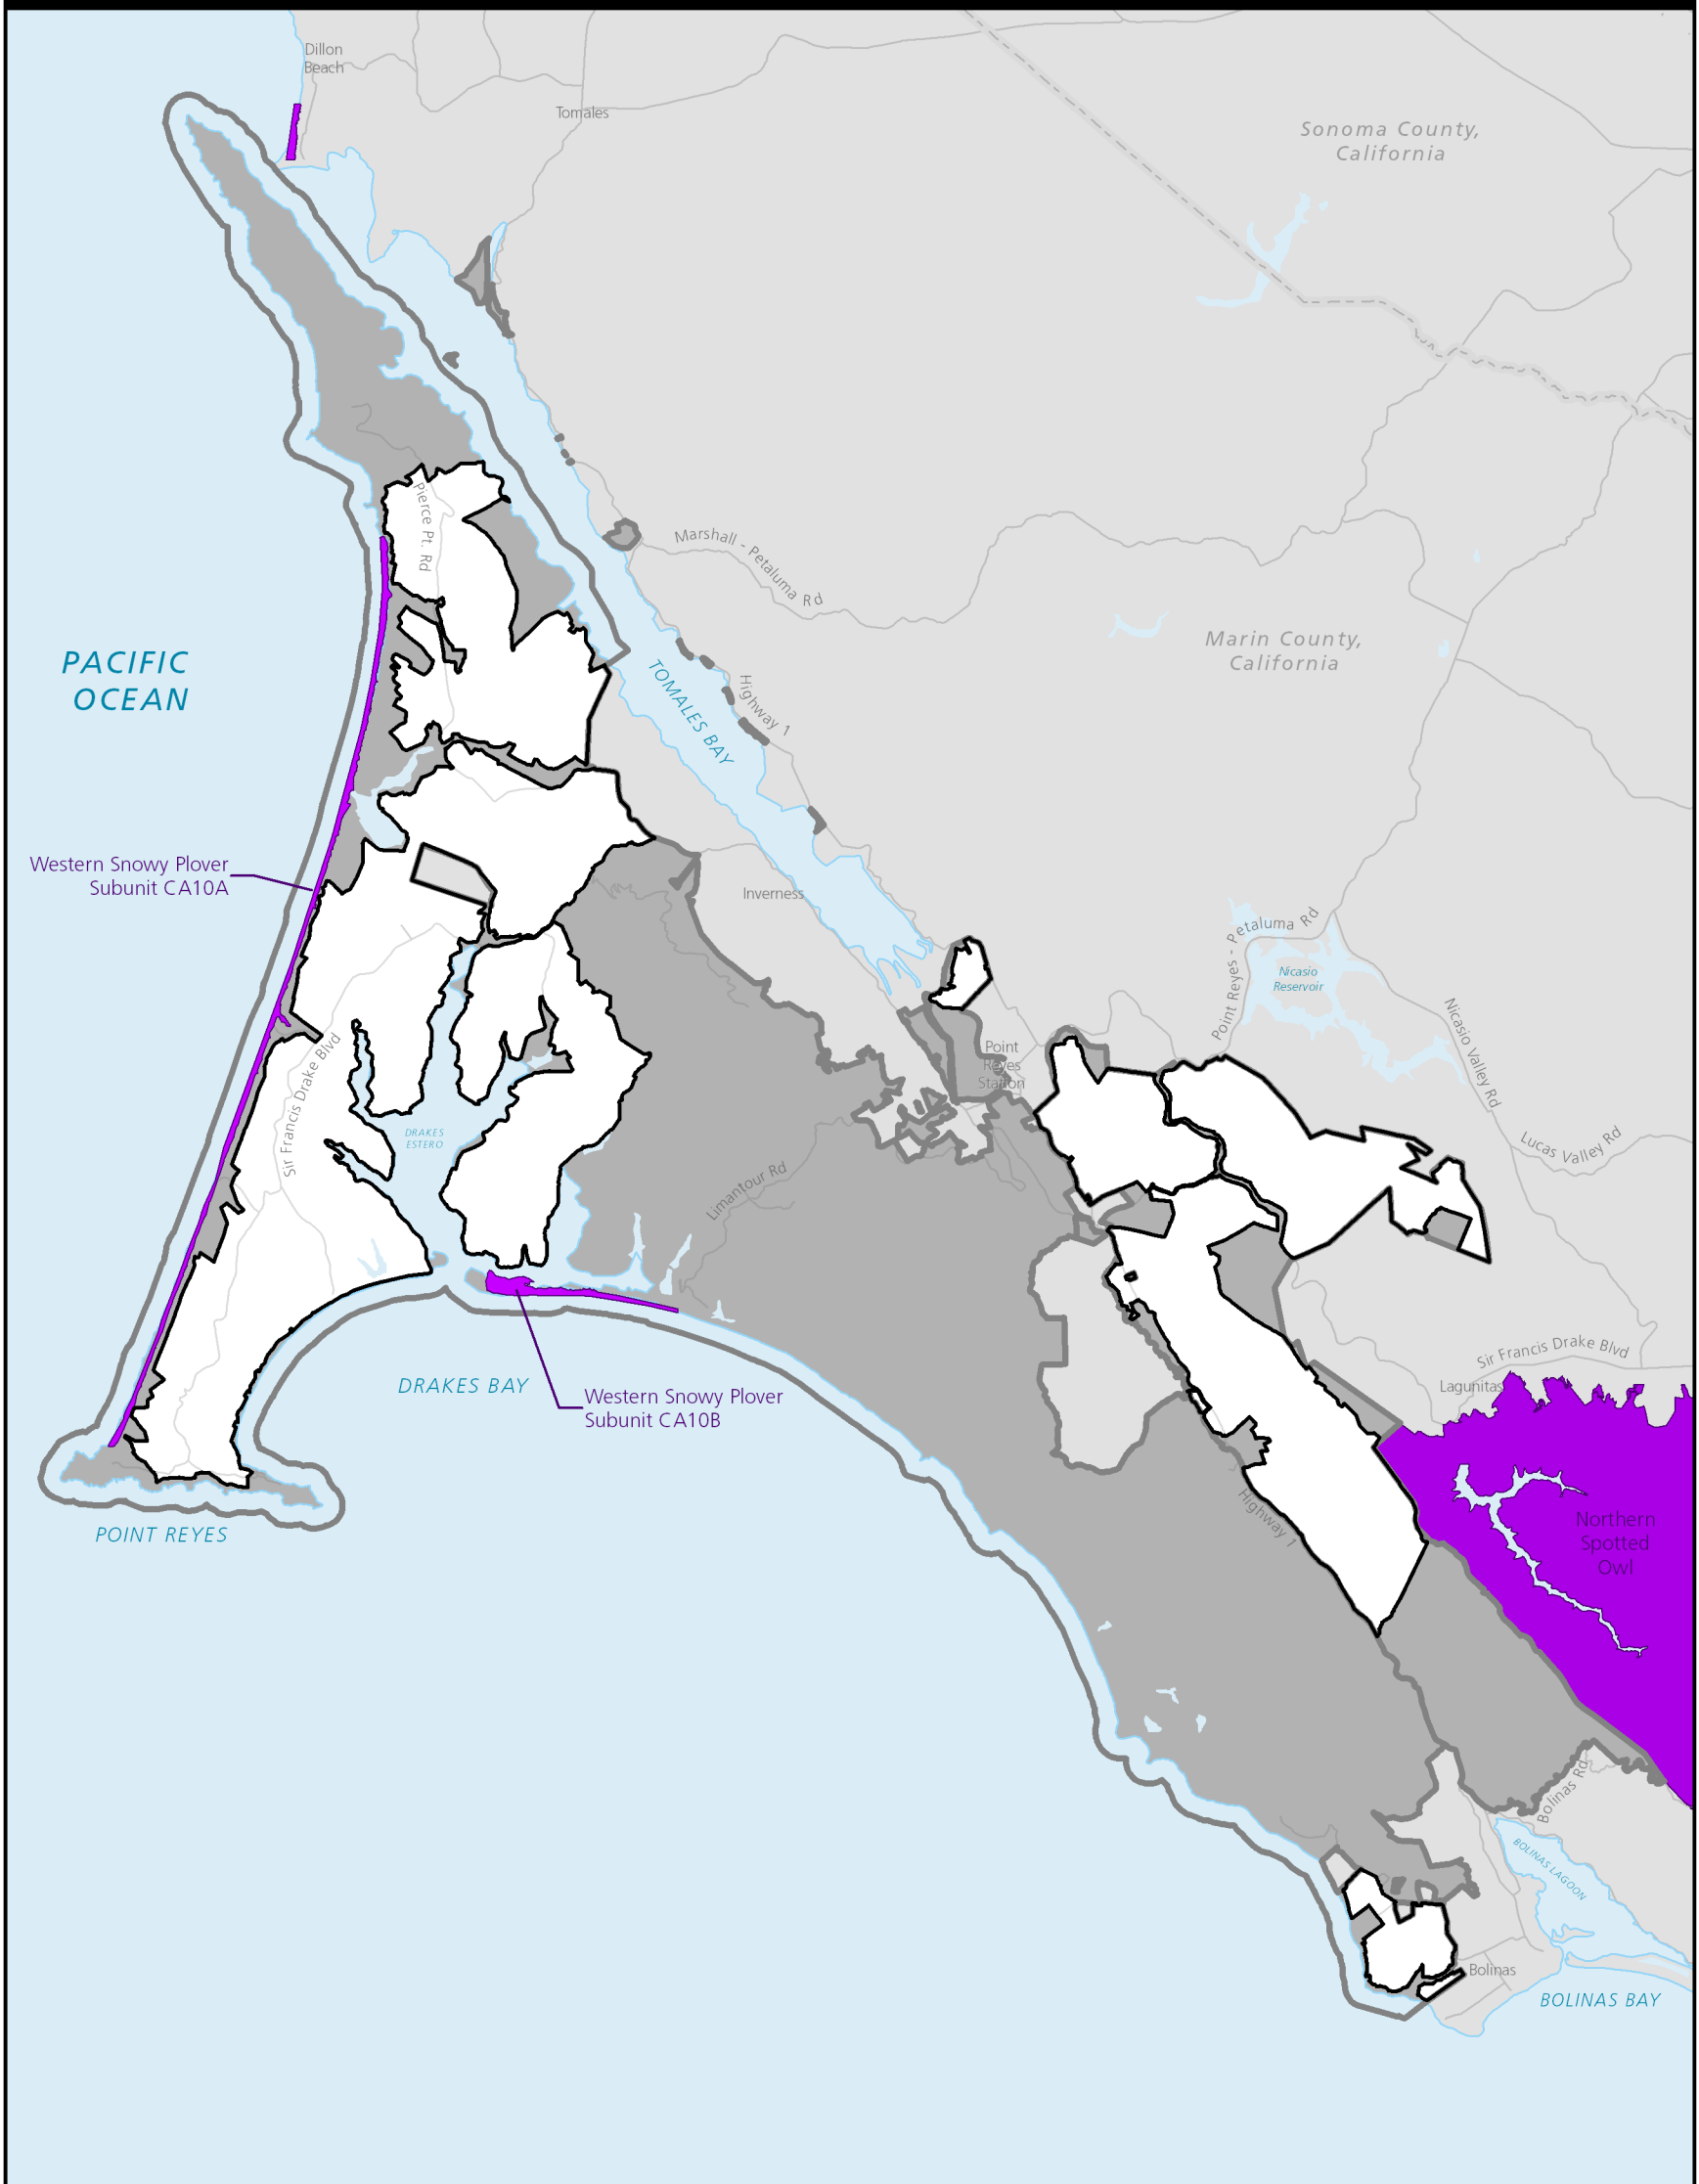 Dillon
Beach
Tomales
Sonoma County,
California
Pierce Pt. Rd
Marshall - Petaluma Rd
Marin County,
California
PACIFIC
OCEAN
TOMALES BAY
Highway 1
Western Snowy Plover
Subunit CA10A
Inverness
Point Reyes - Petaluma Rd
Nicasio
Reservoir
Nicasio Valley Rd
Point
Reyes
Station
Sir Francis Drake Blvd
DRAKES
ESTERO
Lucas Valley Rd
Limantour Rd
Sir Francis Drake Blvd
Lagunitas
DRAKES BAY
Western Snowy Plover
Subunit CA10B
Highway 1
Northern
Spotted
Owl
POINT REYES
Bolinas Rd
BOLINAS LAGOON
Bolinas
BOLINAS BAY